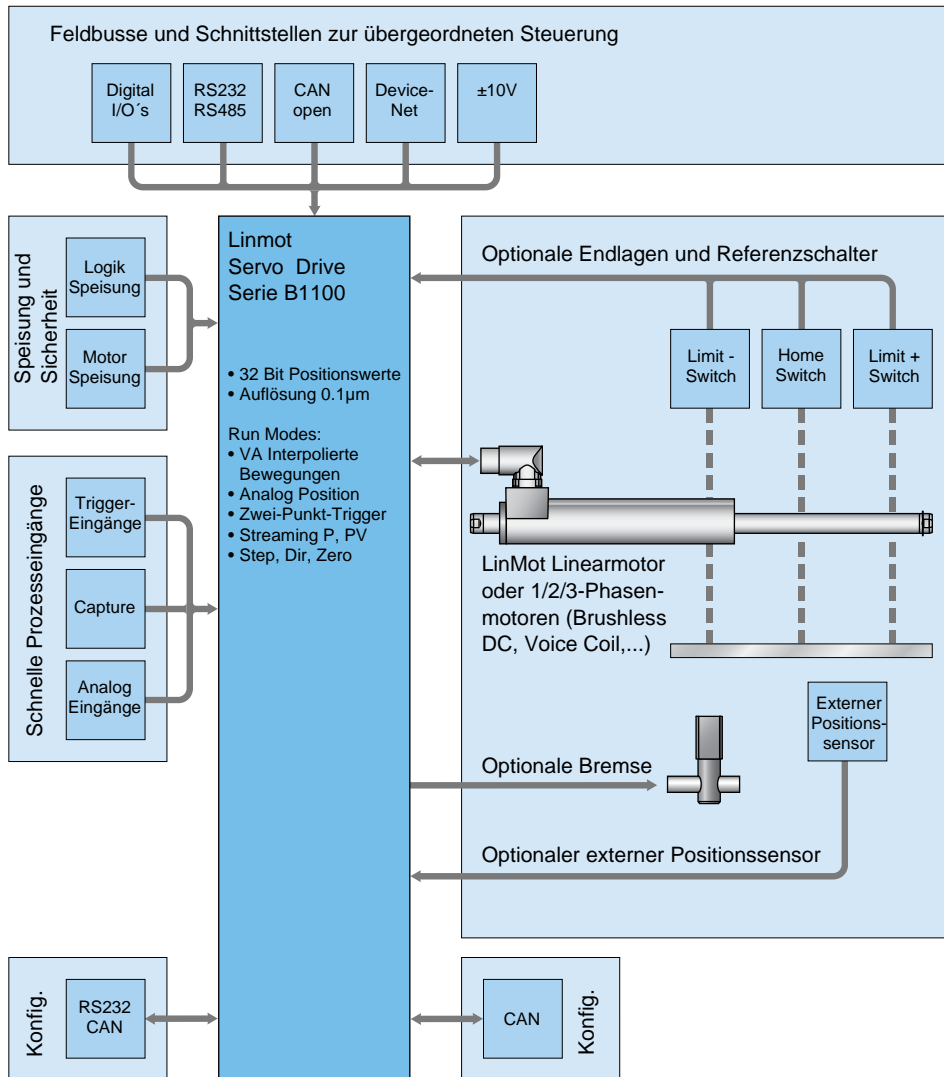 Feldbusse und Schnittstellen zur übergeordneten Steuerung
Digital
I/O´s
RS232
RS485
CAN
open
Device-
Net
±10V
Speisung und
Sicherheit
Logik
Speisung
Motor
Speisung
Linmot
Servo Drive
Serie B1100
• 32 Bit Positionswerte
• Auflösung 0.1µm
Run Modes:
• VA Interpolierte
Bewegungen
• Analog Position
• Zwei-Punkt-Trigger
• Streaming P, PV
• Step, Dir, Zero
Optionale Endlagen und Referenzschalter
Limit -
Switch
Home
Switch
Limit +
Switch
Schnelle Prozesseingänge
Trigger-
Eingänge
Capture
Analog
Eingänge
LinMot Linearmotor
oder 1/2/3-Phasen-
motoren (Brushless
DC, Voice Coil,...)
Externer
Positions-
sensor
Optionale Bremse
Optionaler externer Positionssensor
Konfig.
RS232
CAN
CAN
Konfig.